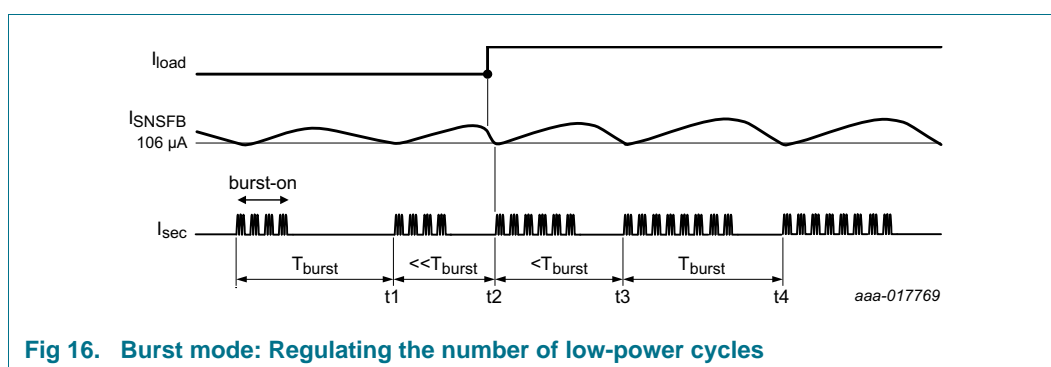 Iload
ISNSFB
106 µA
burst-on
Isec
Tburst
<<Tburst
<Tburst
Tburst
t1
t2
t3
t4
aaa-017769
Fig 16. Burst mode: Regulating the number of low-power cycles